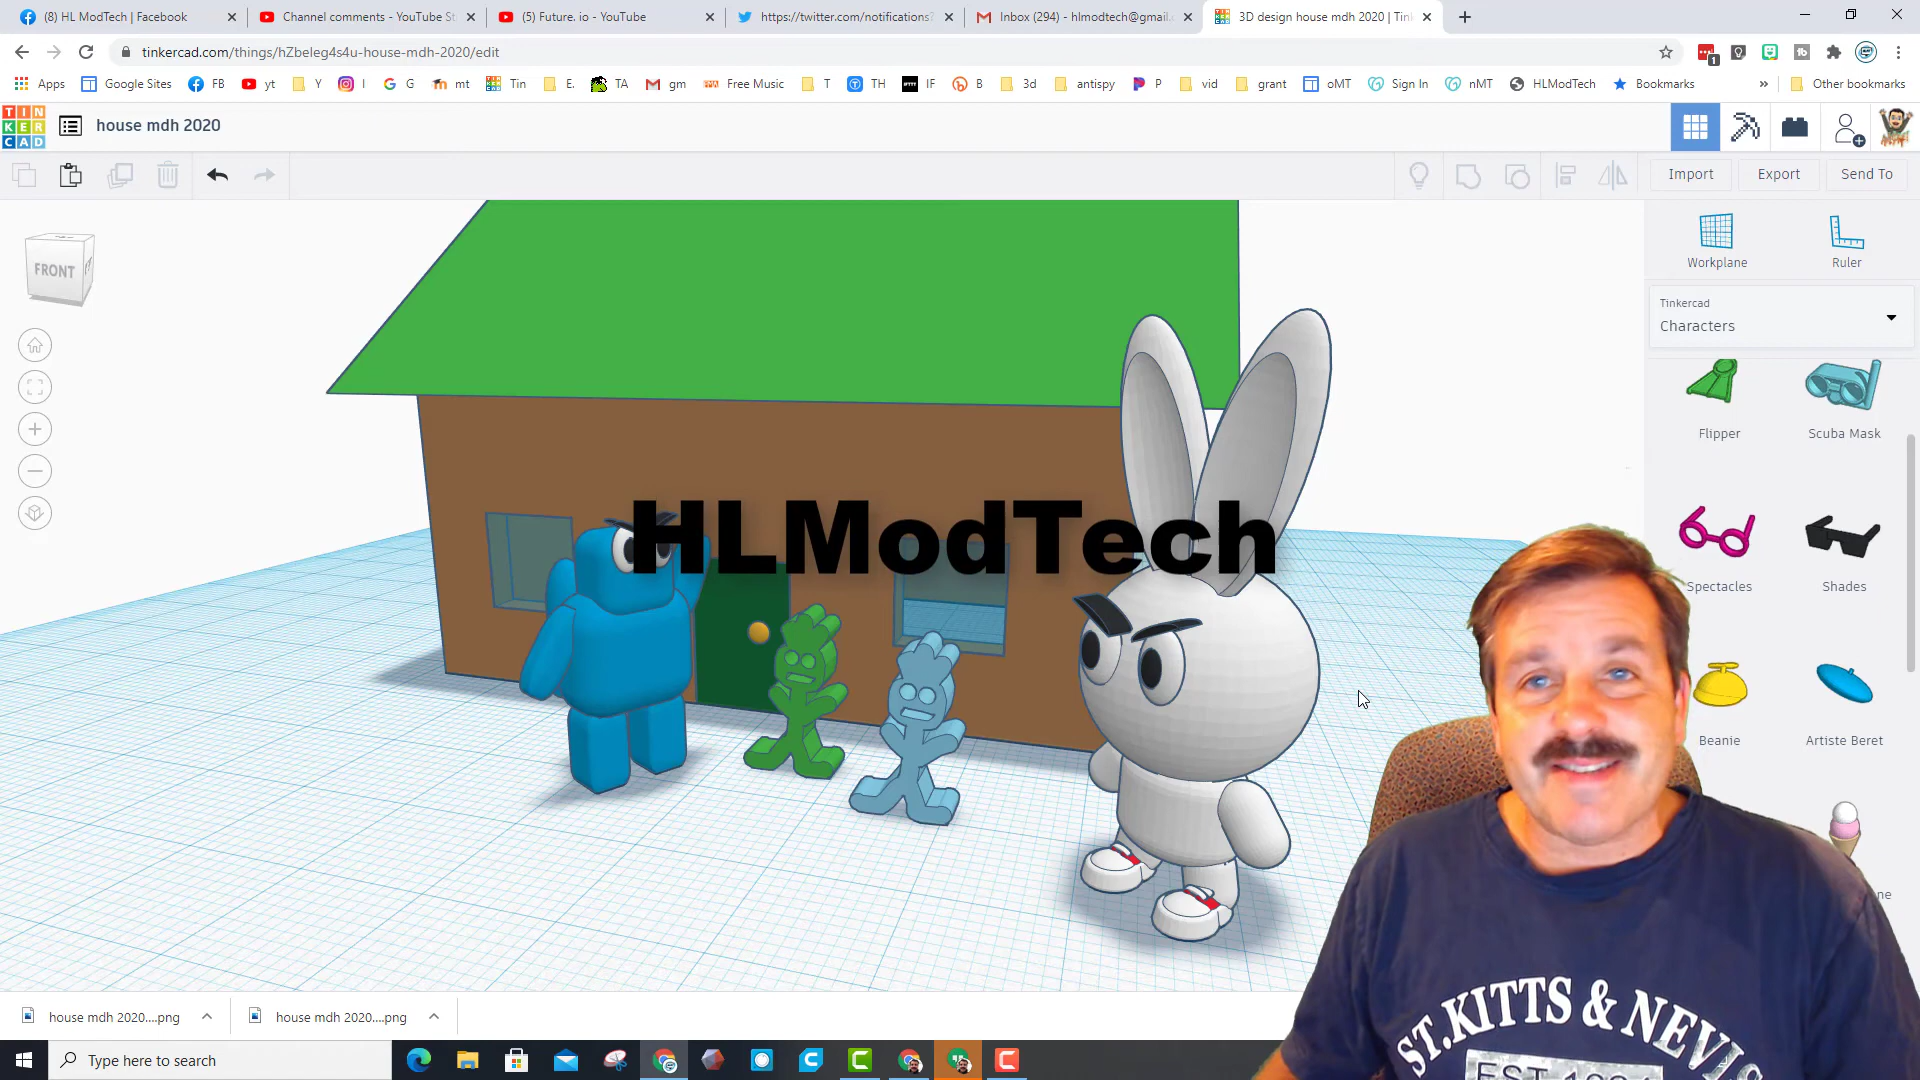 (8) HL ModTech | Facebook
Channel comments - YouTube St
(5) Future. io - YouTube
https://twitter.com/notifications?
Inbox (294) - hlmodtech@gmail.
3D design house mdh 2020 | Tin
tinkercad.com/things/hZbeleg4s4u-house-mdh-2020/edit
Apps Google Sites FB yt Y I G mt Tin E. TA gm Free Music T TH IF B 3d antispy P vid grant oMT Sign In nMT HLModTech Bookmarks » Other bookmarks
TIN
KER
CAD
house mdh 2020
Import Export Send To
FRONT
Workplane
Ruler
Tinkercad
Characters
Flipper
Scuba Mask
Spectacles
Shades
Beanie
Artiste Beret
ne
HLModTech
ST.KITTS & NEVIS
house mdh 2020....png
house mdh 2020....png
Type here to search